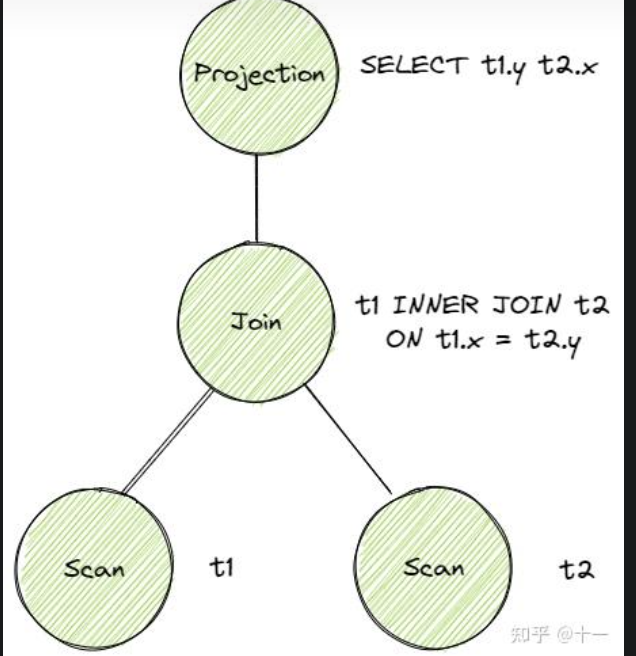 Projection
SELECT t1.y t2.x
Join
t1 INNER JOIN t2
ON t1.x = t2.y
Scan
t1
Scan
t2
知乎 @十一